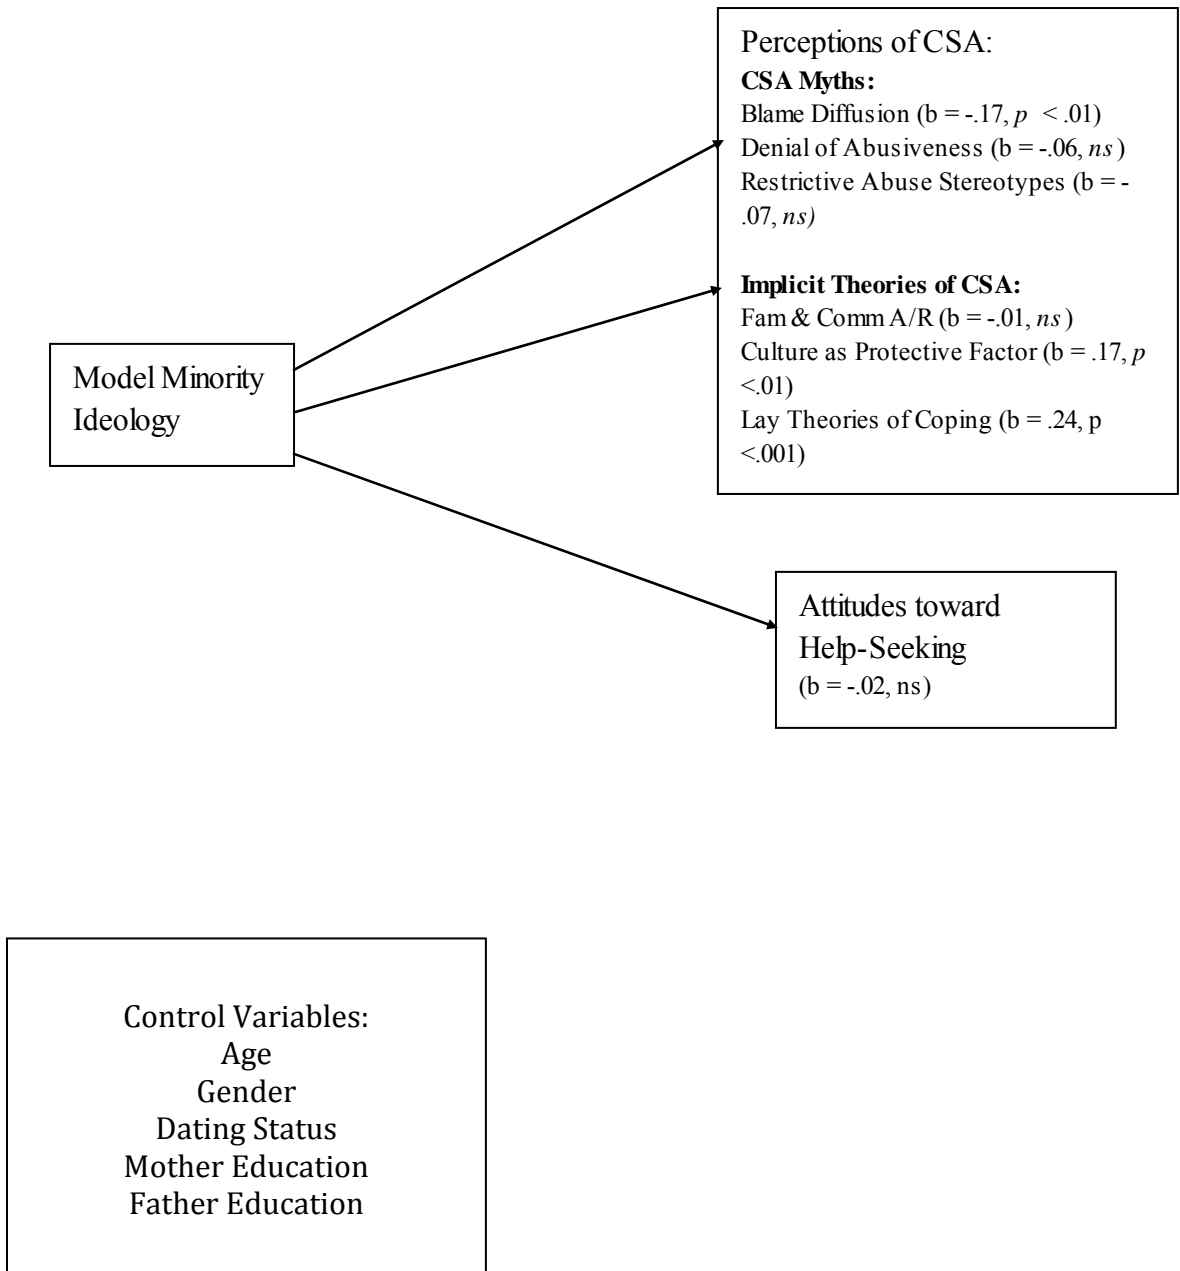 Perceptions of CSA:
CSA Myths:
Blame Diffusion (b = -.17, p < .01)
Denial of Abusiveness (b = -.06, ns)
Restrictive Abuse Stereotypes (b = -
.07, ns)
Implicit Theories of CSA:
Fam & Comm A/R (b = -.01, ns)
Culture as Protective Factor (b = .17, p
<.01)
Lay Theories of Coping (b = .24, p
<.001)
Model Minority
Ideology
Attitudes toward
Help-Seeking
(b = -.02, ns)
Control Variables:
Age
Gender
Dating Status
Mother Education
Father Education